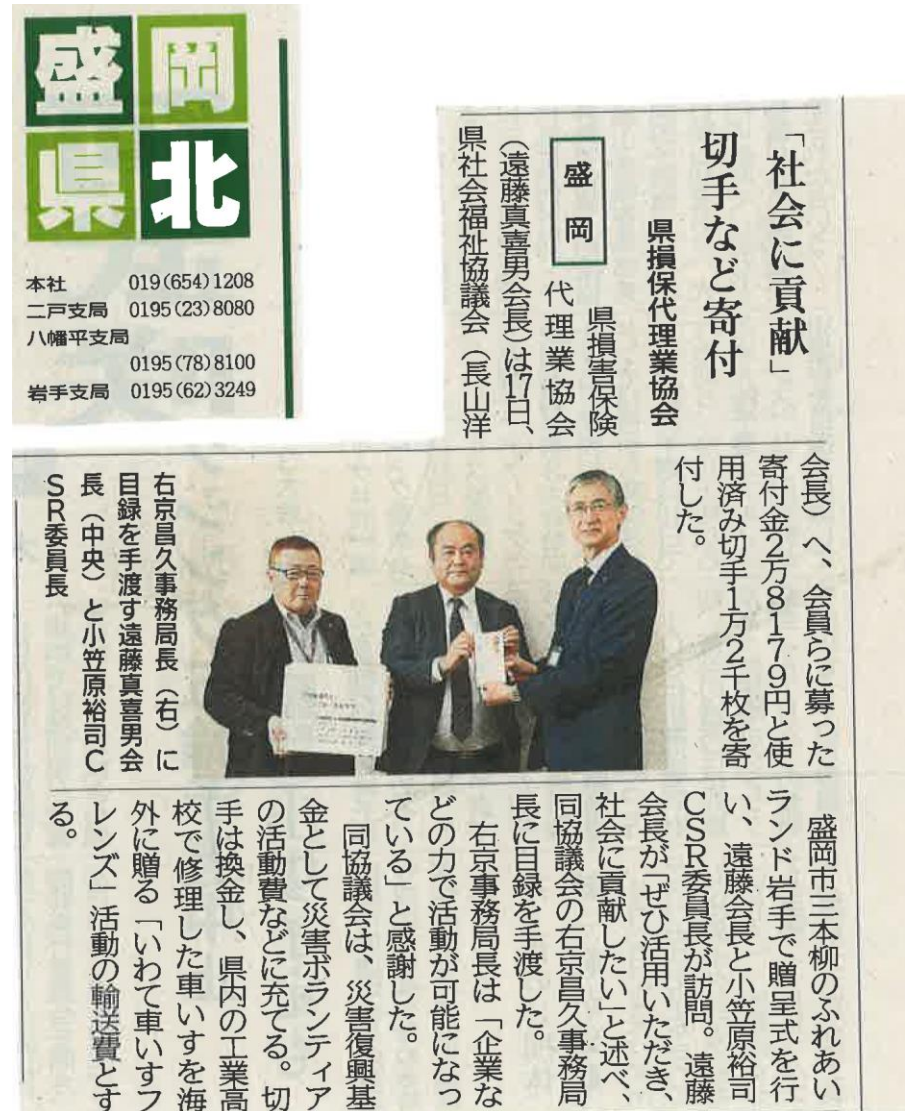 盛岡
県北
本社 019(654)1208
二戸支局 0195(23)8080
八幡平支局
0195(78)8100
岩手支局 0195(62)3249
「社会に貢献」
切手など寄付
県損保代理業協会
盛岡
県損害保険
代理業協会
(遠藤真喜男会長)は17日、
県社会福祉協議会(長山洋
会長)へ、会員らに募った
寄付金2万8179円と使
用済み切手1万2千枚を寄
付した。
右京昌久事務局長(右)に
目録を手渡す遠藤真喜男会
長(中央)と小笠原裕司C
SR委員長
盛岡市三本柳のふれあい
ランド岩手で贈呈式を行
い、遠藤会長と小笠原裕司
CSR委員長が訪問。遠藤
会長が「ぜひ活用いただき、
社会に貢献したい」と述べ、
同協議会の右京昌久事務局
長に目録を手渡した。
右京事務局長は「企業な
どの力で活動が可能になっ
ている」と感謝した。
同協議会は、災害復興基
金として災害ボランティア
の活動費などに充てる。切
手は換金し、県内の工業高
校で修理した車いすを海
外に贈る「いわて車いすフ
レンズ」活動の輸送費とす
る。